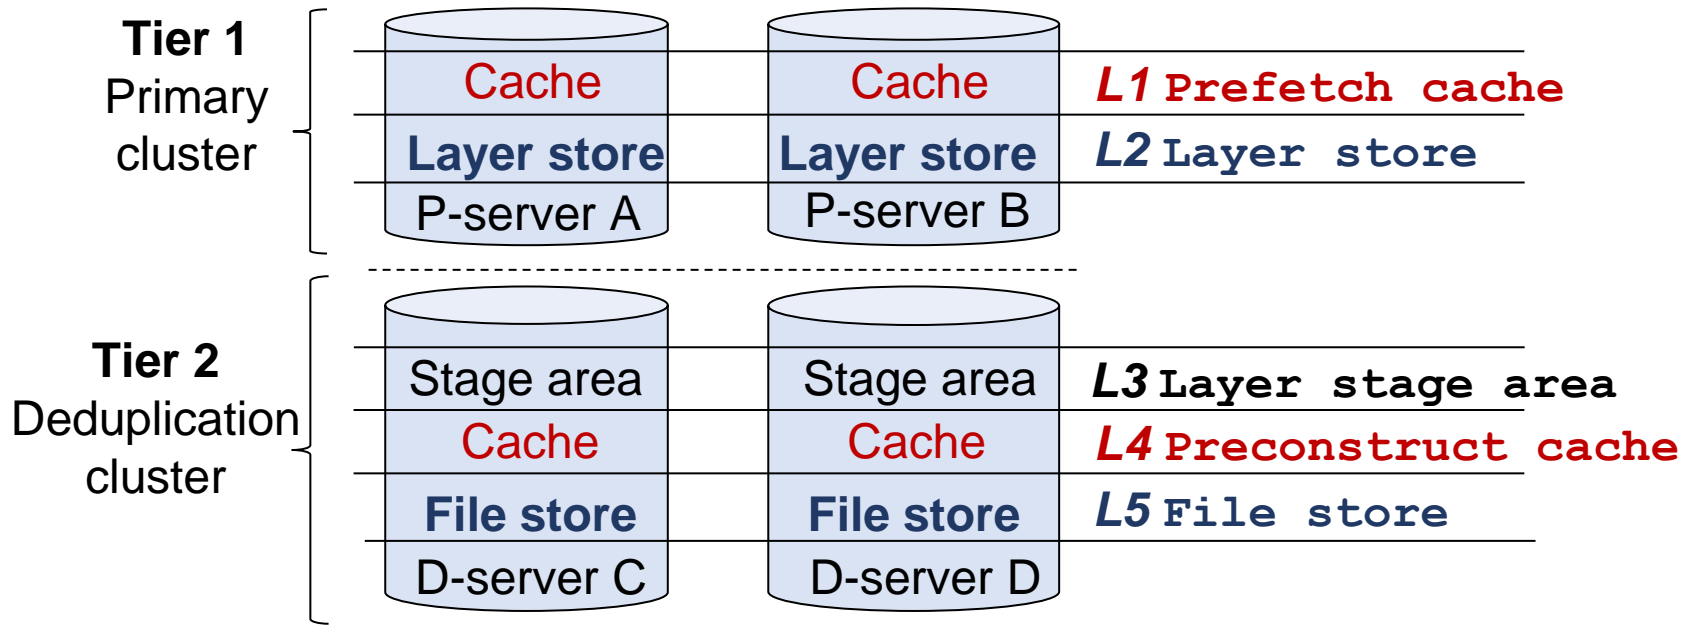 Tier 1
Primary
cluster
Cache
Cache
L1 Prefetch cache
Layer store
Layer store
L2 Layer store
P-server A
P-server B
Tier 2
Deduplication
cluster
Stage area
Stage area
L3 Layer stage area
Cache
Cache
L4 Preconstruct cache
File store
File store
L5 File store
D-server C
D-server D